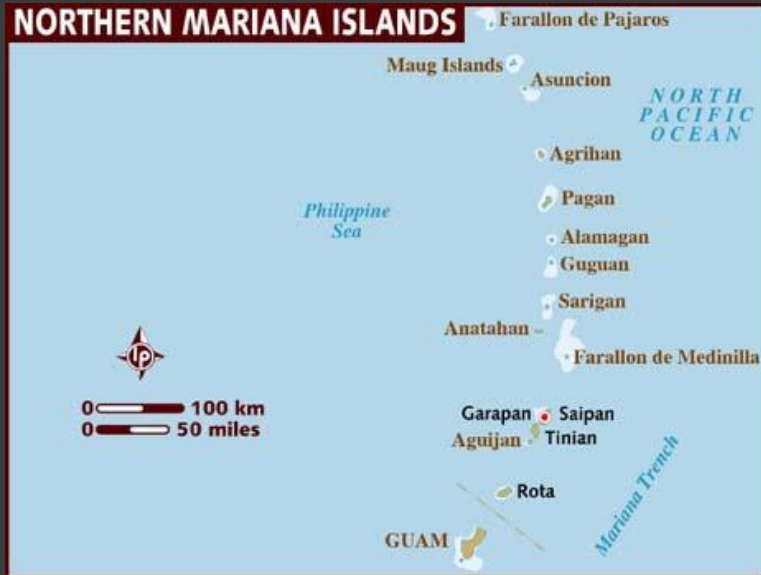 NORTHERN MARIANA ISLANDS
Farallon de Pajaros
Maug Islands
Asuncion
NORTH
PACIFIC
OCEAN
Agrihan
Pagan
Philippine
Sea
Alamagan
Guguan
Sarigan
Anatahan
Farallon de Medinilla
lp
0 100 km
0 50 miles
Garapan Saipan
Aguijan Tinian
Mariana Trench
Rota
GUAM